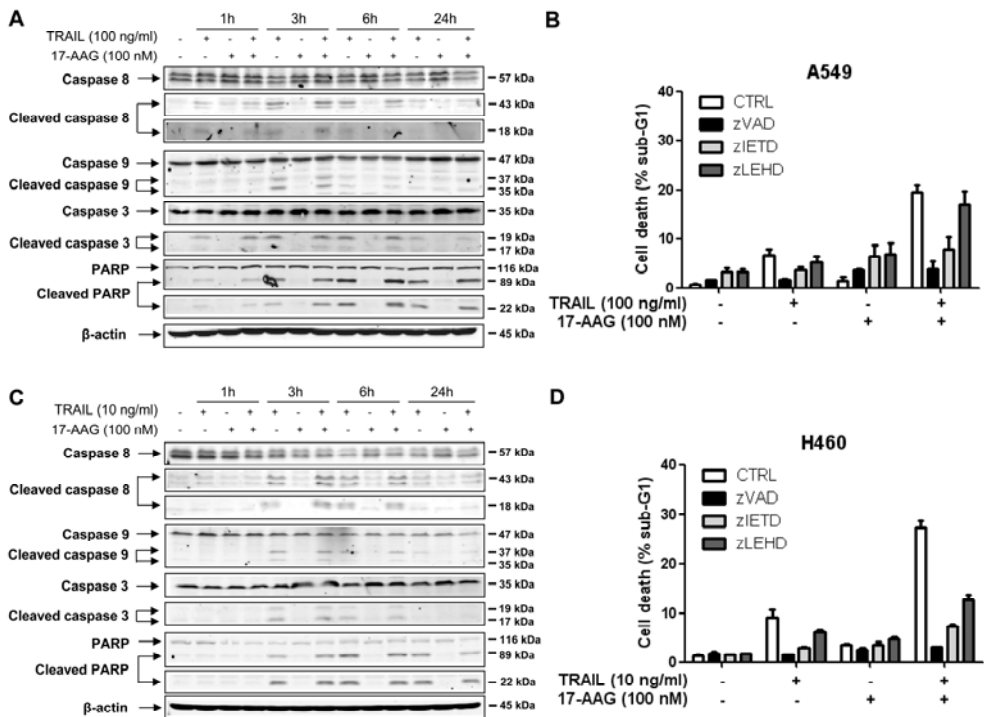 A
1h 3h 6h 24h
TRAIL (100 ng/ml) - + - + + - + + - + + - +
17-AAG (100 nM) - - + + - + + - + + - + +
Caspase 8 57 kDa
Cleaved caspase 8 43 kDa
18 kDa
Caspase 9 47 kDa
Cleaved caspase 9 37 kDa
35 kDa
Caspase 3 35 kDa
Cleaved caspase 3 19 kDa
17 kDa
PARP 116 kDa
Cleaved PARP 89 kDa
22 kDa
β-actin 45 kDa
B
A549
CTRL
zVAD
zIETD
zLEHD
Cell death (% sub-G1)
40
30
20
10
0
TRAIL (100 ng/ml) - + - +
17-AAG (100 nM) - - + +
C
1h 3h 6h 24h
TRAIL (10 ng/ml) - + - + + - + + - + + - +
17-AAG (100 nM) - - + + - + + - + + - + +
Caspase 8 57 kDa
Cleaved caspase 8 43 kDa
18 kDa
Caspase 9 47 kDa
Cleaved caspase 9 37 kDa
35 kDa
Caspase 3 35 kDa
Cleaved caspase 3 19 kDa
17 kDa
PARP 116 kDa
Cleaved PARP 89 kDa
22 kDa
β-actin 45 kDa
D
H460
CTRL
zVAD
zIETD
zLEHD
Cell death (% sub-G1)
40
30
20
10
0
TRAIL (10 ng/ml) - + - +
17-AAG (100 nM) - - + +